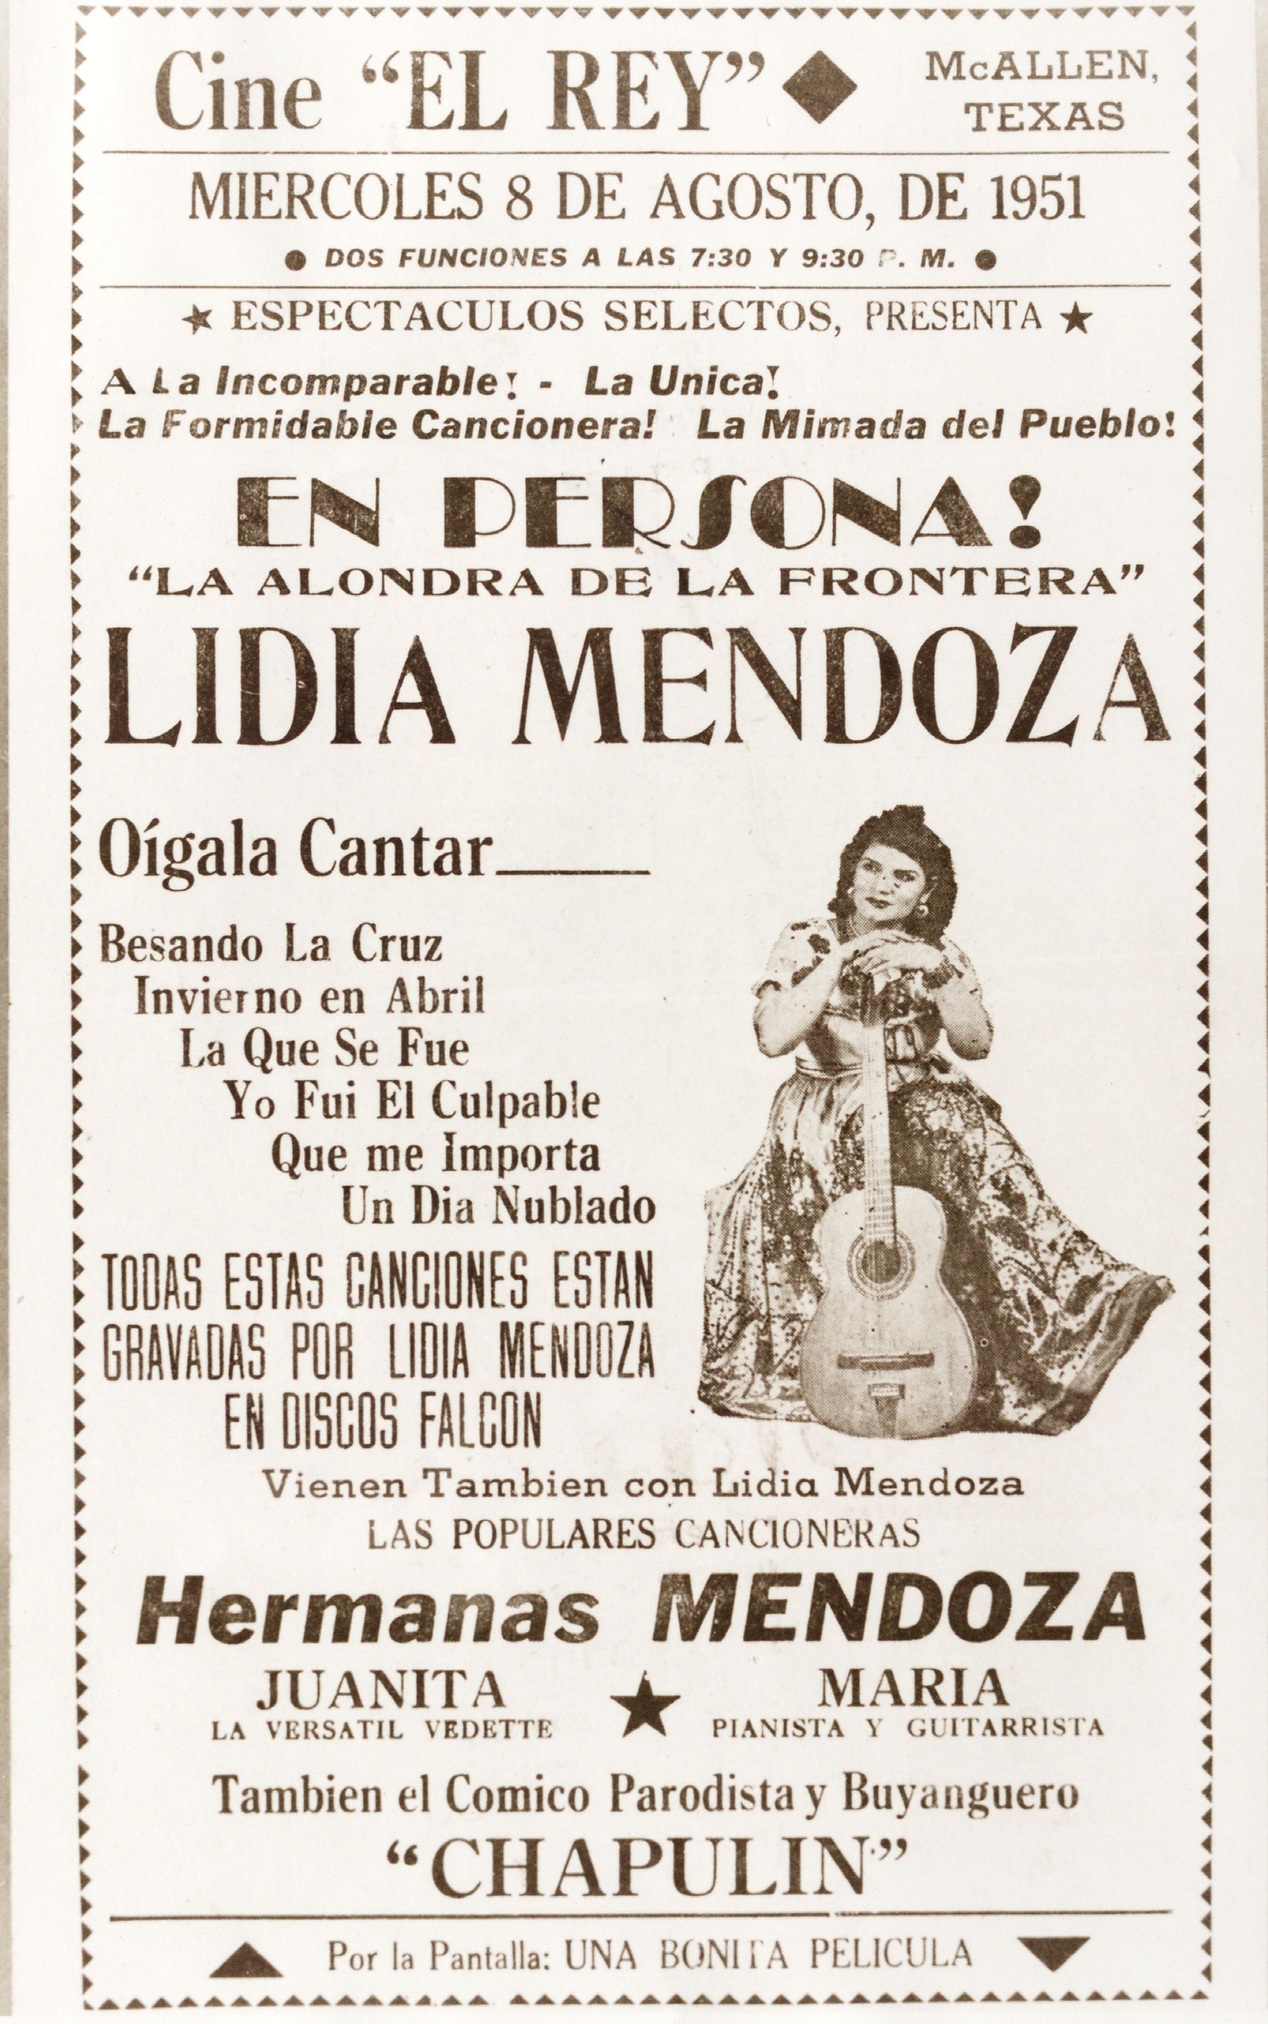 Cine “EL REY” ◆ McALLEN,
TEXAS
MIERCOLES 8 DE AGOSTO, DE 1951
● DOS FUNCIONES A LAS 7:30 Y 9:30 P. M. ●
★ ESPECTACULOS SELECTOS, PRESENTA ★
A La Incomparable! - La Unica!
La Formidable Cancionera! La Mimada del Pueblo!
EN PERSONA!
“LA ALONDRA DE LA FRONTERA”
LIDIA MENDOZA
Oígala Cantar
Besando La Cruz
Invierno en Abril
La Que Se Fue
Yo Fui El Culpable
Que me Importa
Un Dia Nublado
TODAS ESTAS CANCIONES ESTAN
GRAVADAS POR LIDIA MENDOZA
EN DISCOS FALCON
Vienen Tambien con Lidia Mendoza
LAS POPULARES CANCIONERAS
Hermanas MENDOZA
JUANITA ★ MARIA
LA VERSATIL VEDETTE PIANISTA Y GUITARRISTA
Tambien el Comico Parodista y Buyanguero
“CHAPULIN”
Por la Pantalla: UNA BONITA PELICULA